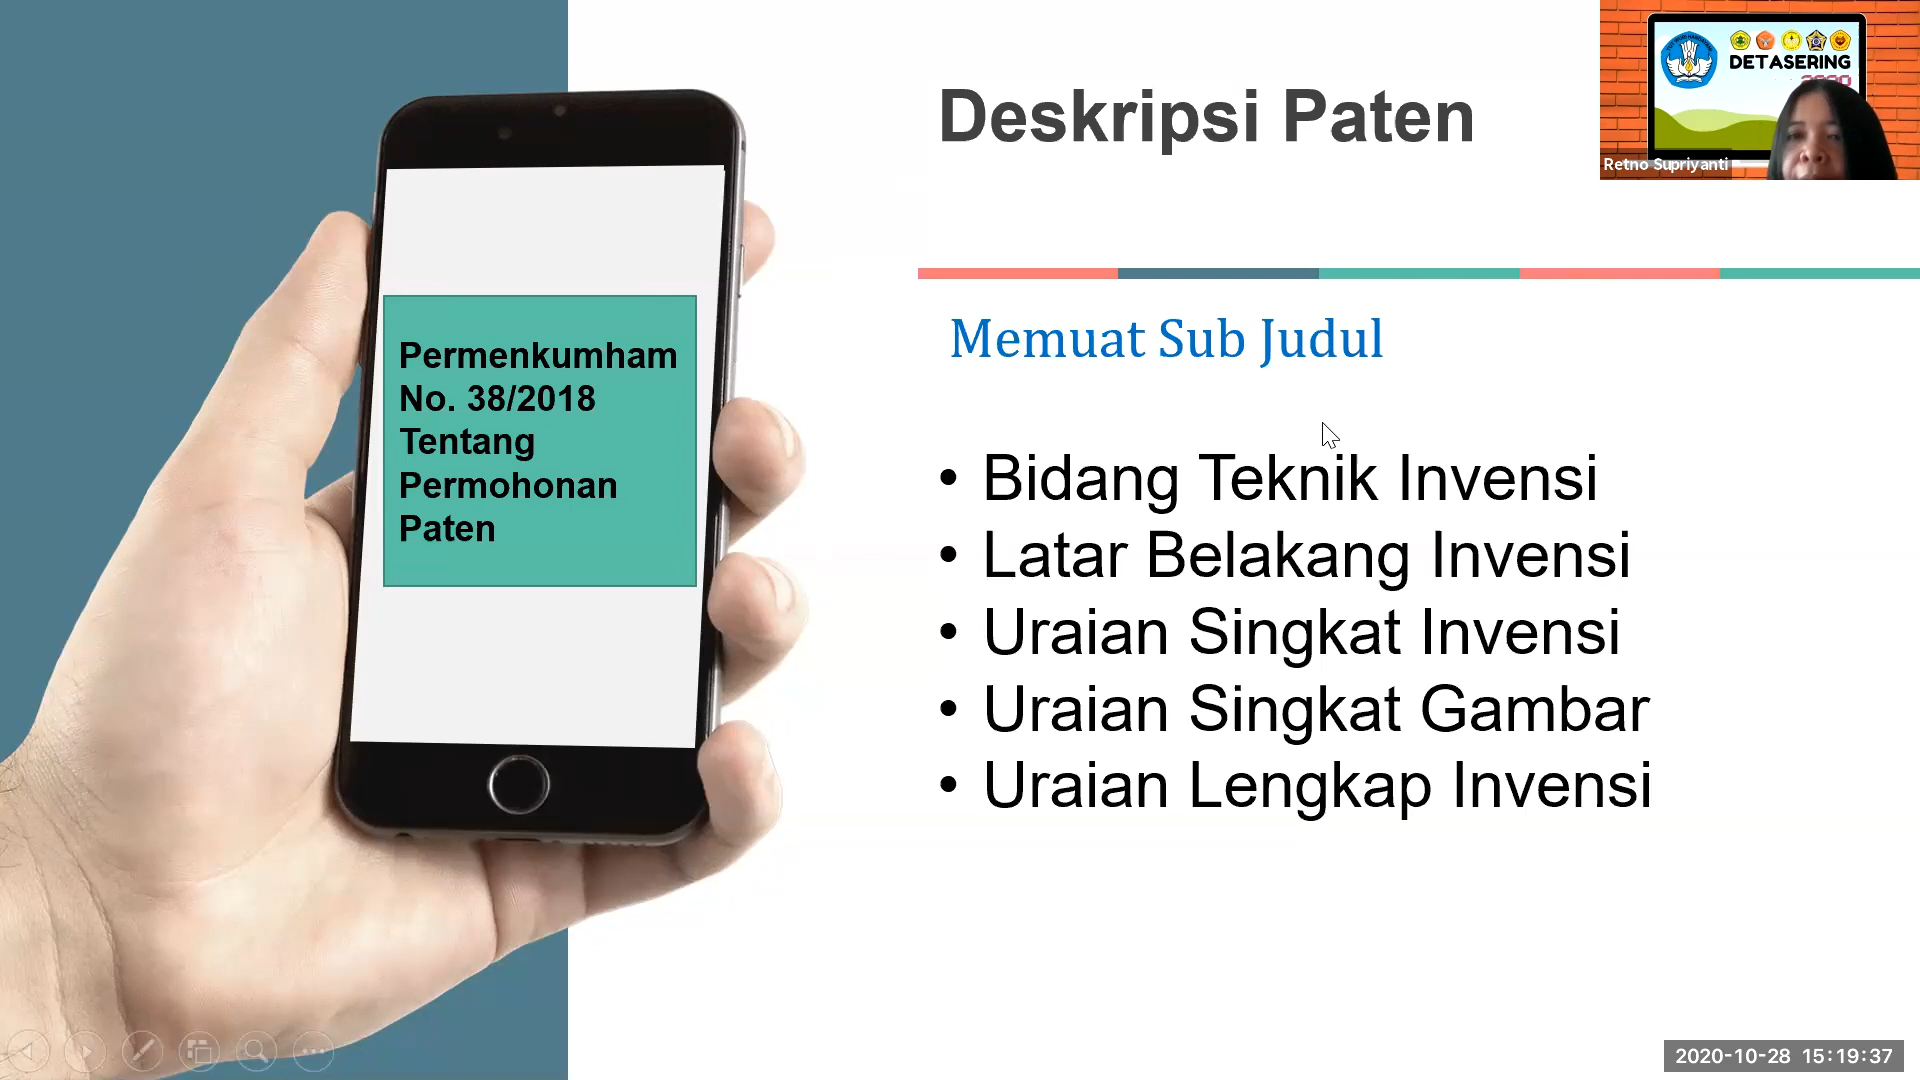 Deskripsi Paten
DETASERING
2020
Retno Supriyanti
Permenkumham
No. 38/2018
Tentang
Permohonan
Paten
Memuat Sub Judul
• Bidang Teknik Invensi
• Latar Belakang Invensi
• Uraian Singkat Invensi
• Uraian Singkat Gambar
• Uraian Lengkap Invensi
2020-10-28 15:19:37